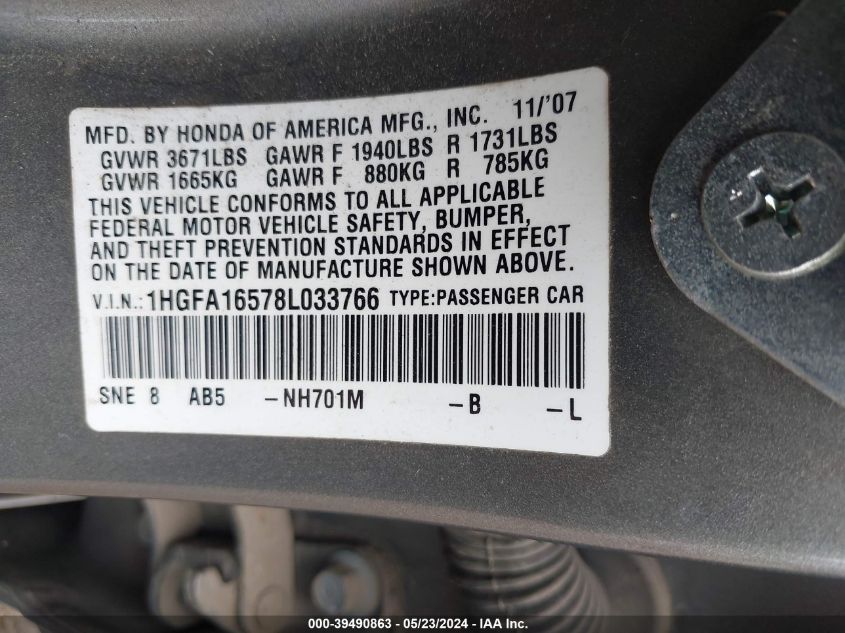 MFD. BY HONDA OF AMERICA MFG., INC. 11/'07
GVWR 3671LBS GAWR F 1940LBS R 1731LBS
GVWR 1665KG GAWR F 880KG R 785KG
THIS VEHICLE CONFORMS TO ALL APPLICABLE
FEDERAL MOTOR VEHICLE SAFETY, BUMPER,
AND THEFT PREVENTION STANDARDS IN EFFECT
ON THE DATE OF MANUFACTURE SHOWN ABOVE.
V.I.N.:1HGFA16578L033766 TYPE:PASSENGER CAR
SNE 8 AB5 -NH701M -B -L
000-39490863 - 05/23/2024 - IAA Inc.